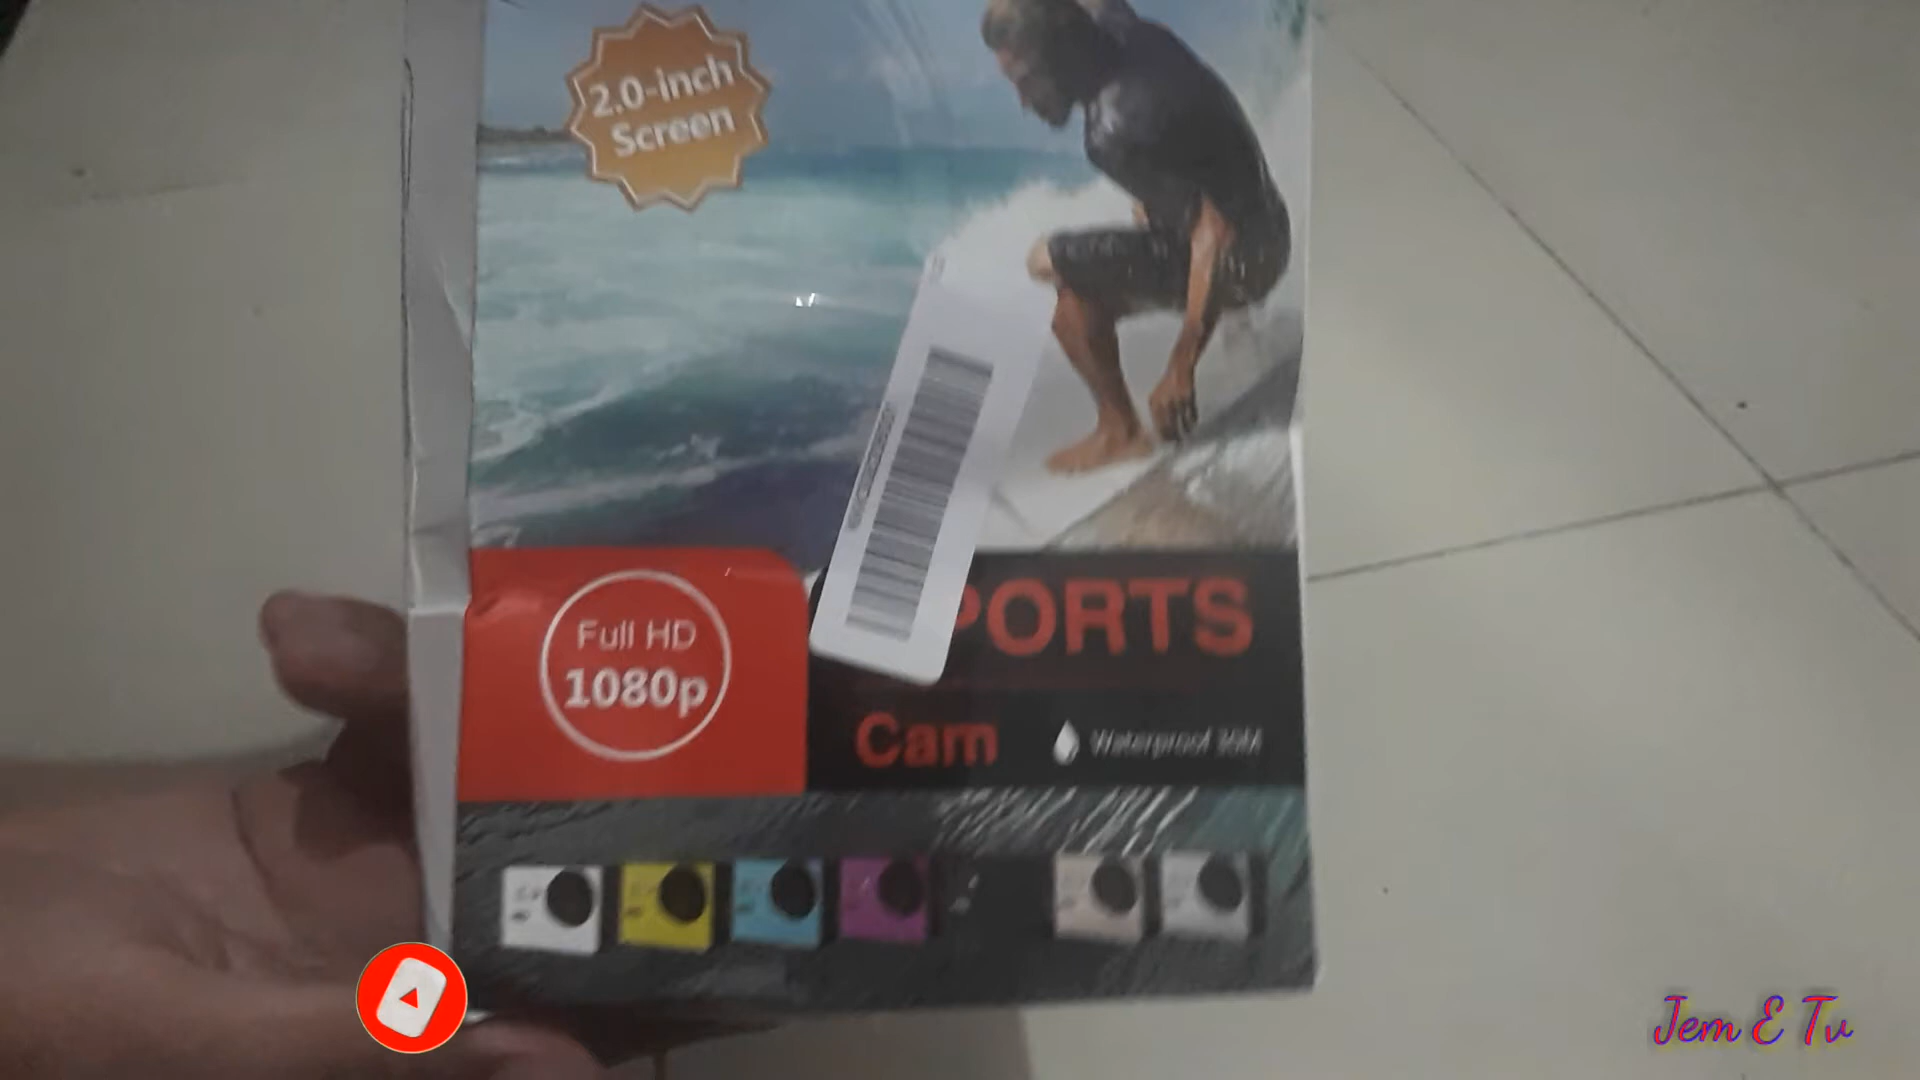 2.0-inch
Screen
Full HD
1080p
PORTS
Cam
Waterproof 30M
Jem E Tv